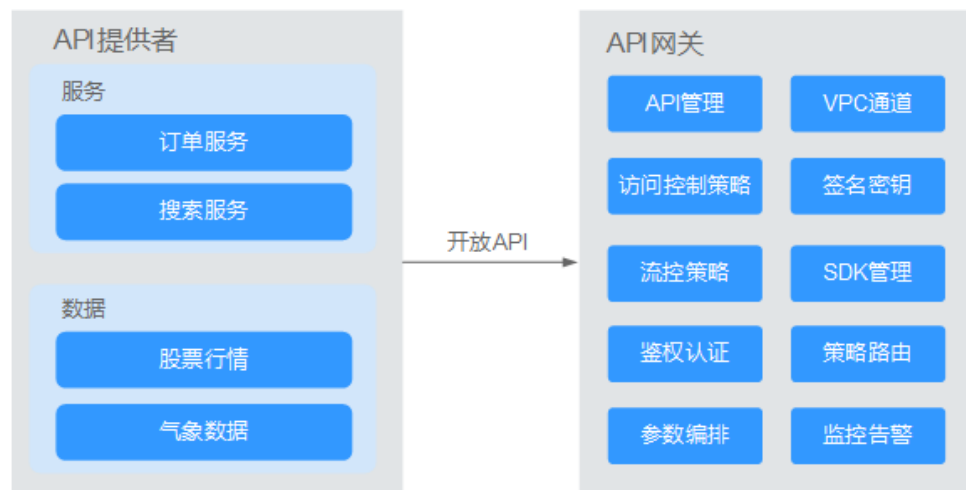 API提供者
服务
订单服务
搜索服务
数据
股票行情
气象数据
开放API
API网关
API管理
VPC通道
访问控制策略
签名密钥
流控策略
SDK管理
鉴权认证
策略路由
参数编排
监控告警